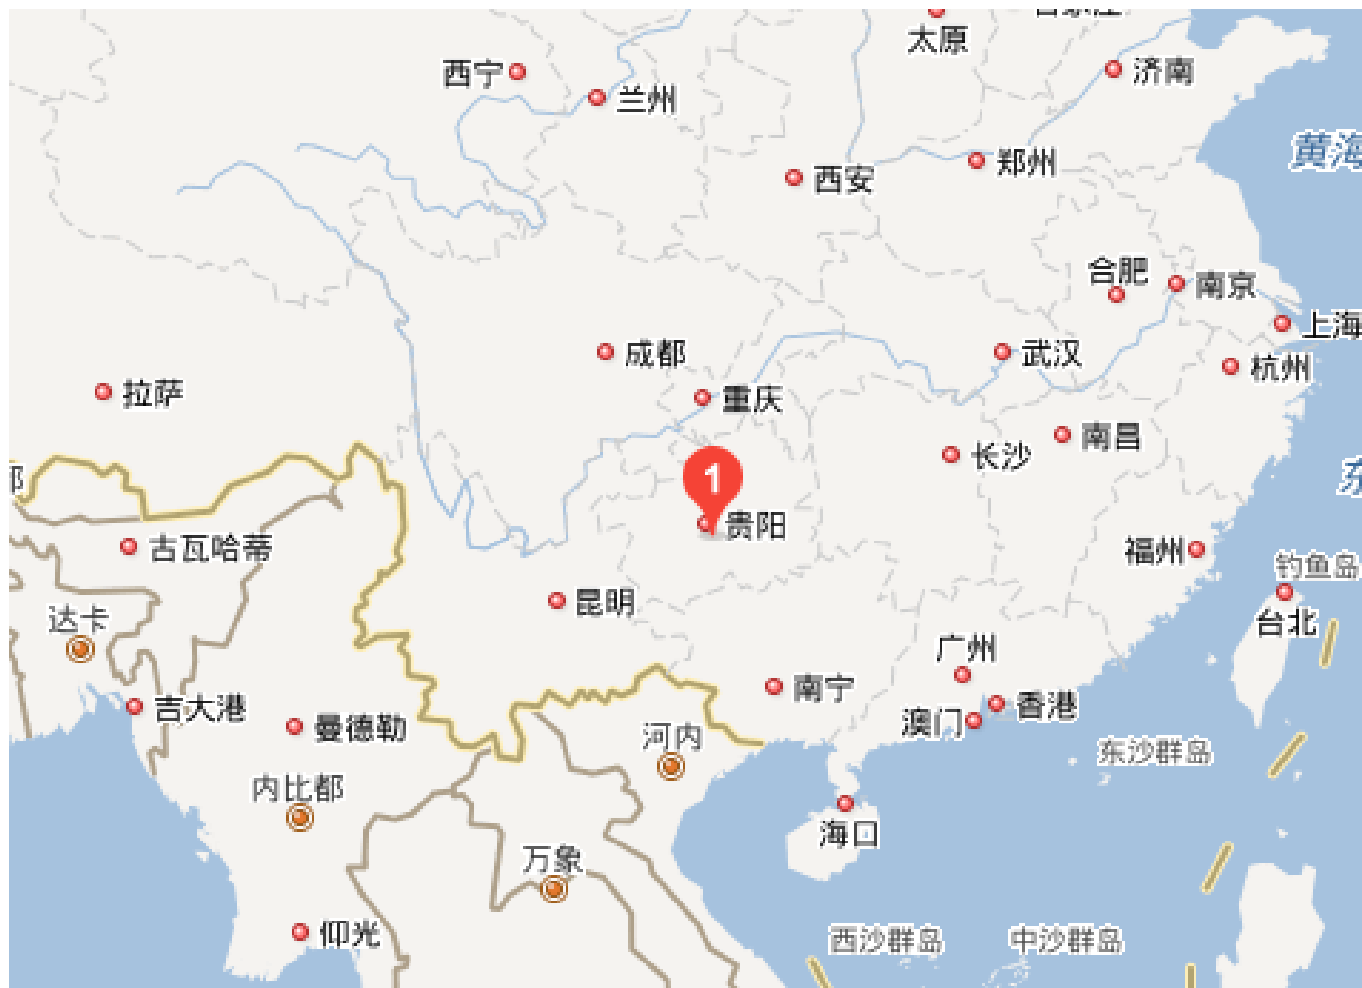 太原
西宁
济南
兰州
黄海
郑州
西安
合肥
南京
上海
成都
武汉
杭州
拉萨
重庆
南昌
长沙
1
贵阳
古瓦哈蒂
福州
钓鱼岛
昆明
达卡
台北
广州
南宁
香港
吉大港
澳门
曼德勒
河内
东沙群岛
内比都
海口
万象
仰光
西沙群岛
中沙群岛